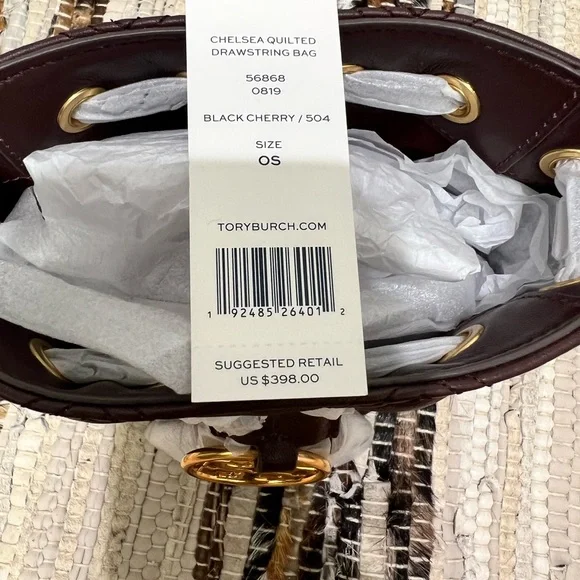 CHELSEA QUILTED
DRAWSTRING BAG
56868
0819
BLACK CHERRY / 504
SIZE
OS
TORYBURCH.COM
1 92485 26401 2
SUGGESTED RETAIL
US $398.00